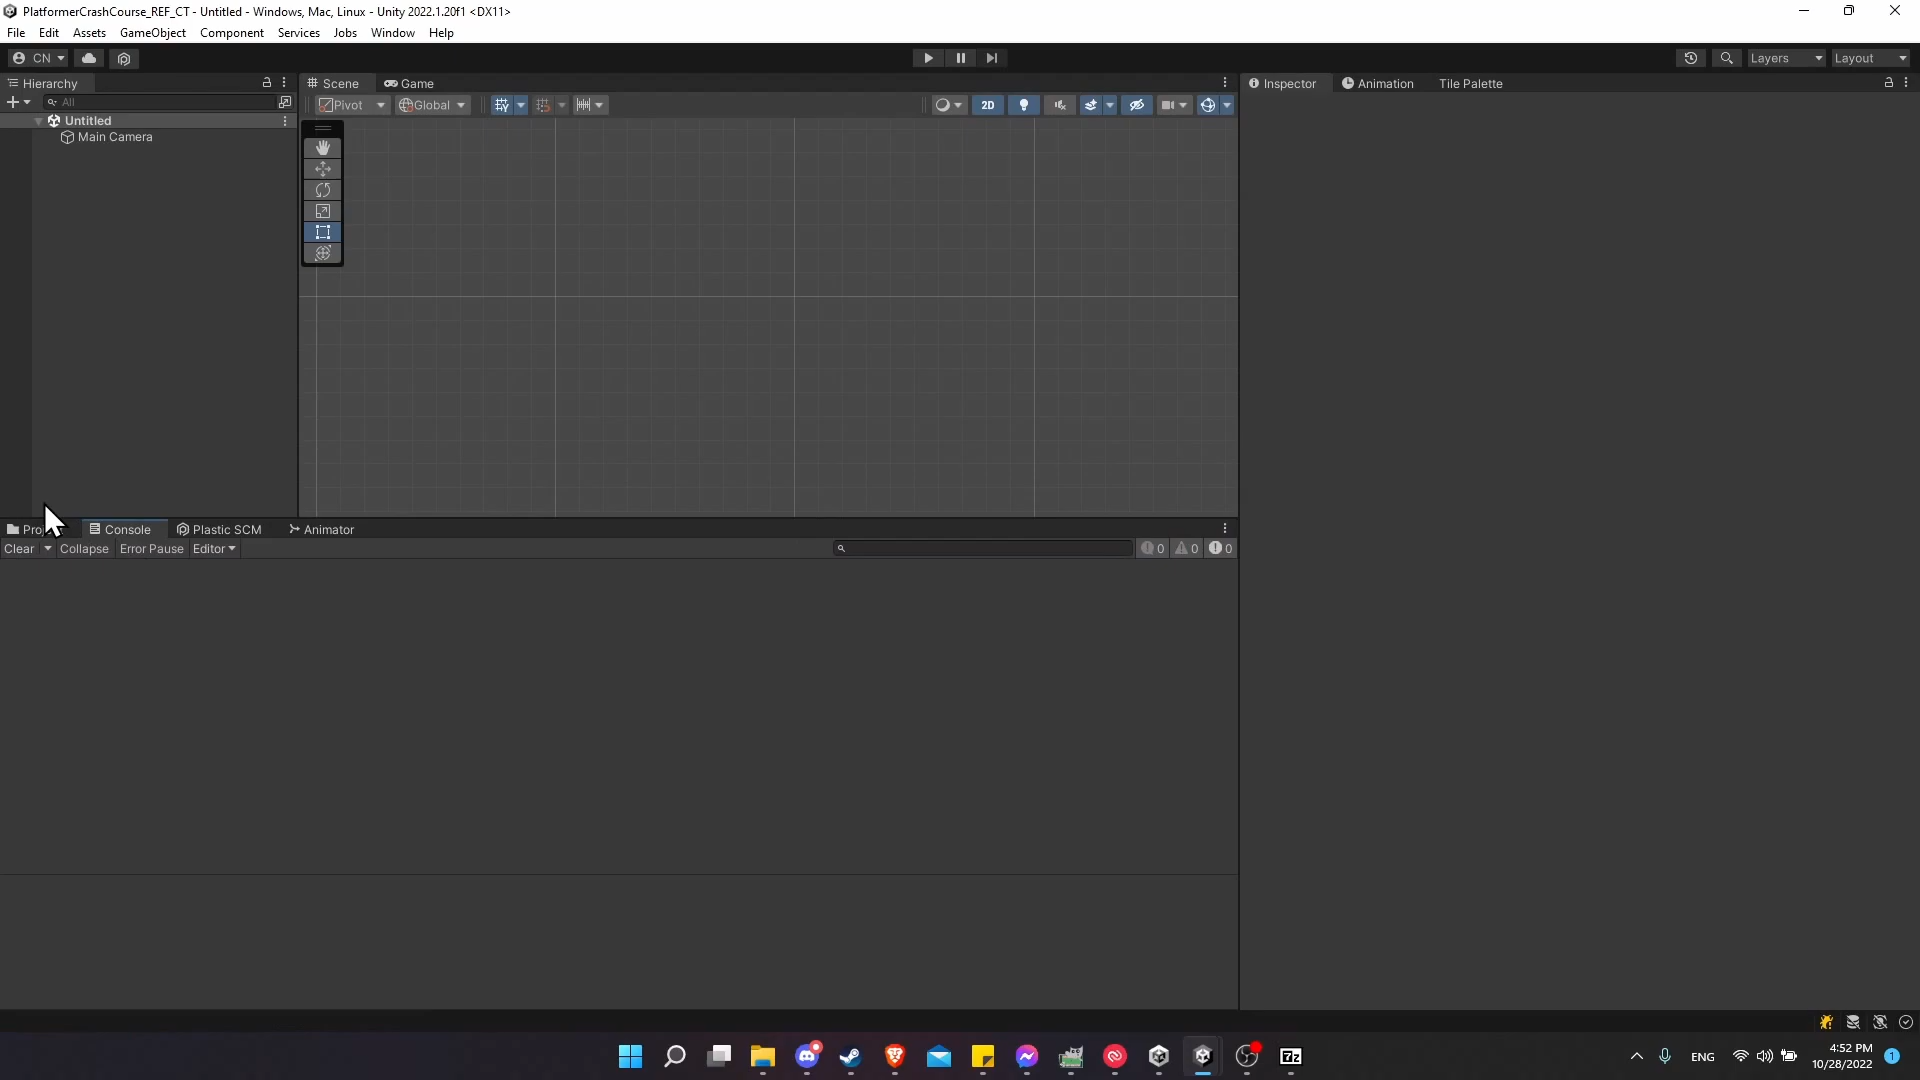 PlatformerCrashCourse_REF_CT - Untitled - Windows, Mac, Linux - Unity 2022.1.20f1 <DX11>
File Edit Assets GameObject Component Services Jobs Window Help
CN Layers Layout
Hierarchy Scene Game Inspector Animation Tile Palette
All Pivot Global 2D
Untitled
Main Camera
Console Plastic SCM Animator
Clear Collapse Error Pause Editor 0 0 0
7z ENG 4:52 PM 1
10/28/2022